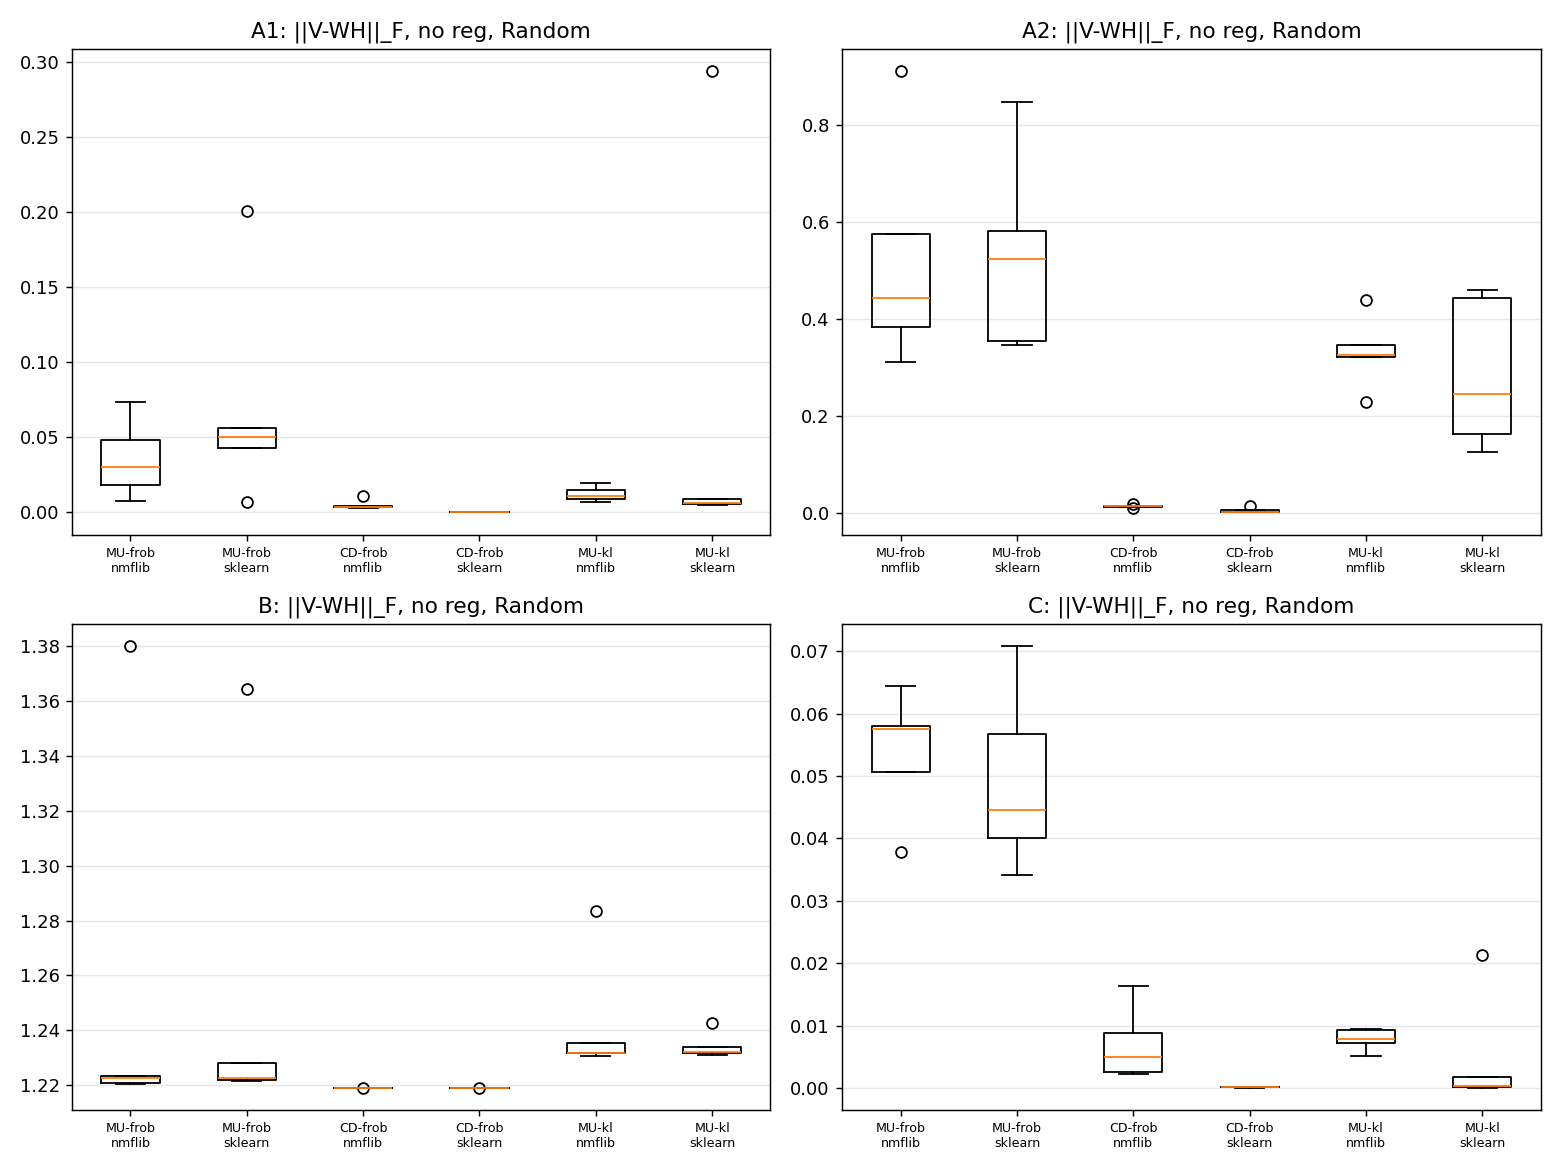 A1: ||V-WH||_F, no reg, Random
0.30
0.25
0.20
0.15
0.10
0.05
0.00
MU-frob MU-frob CD-frob CD-frob MU-kl MU-kl
nmflib sklearn nmflib sklearn nmflib sklearn
A2: ||V-WH||_F, no reg, Random
0.8
0.6
0.4
0.2
0.0
MU-frob MU-frob CD-frob CD-frob MU-kl MU-kl
nmflib sklearn nmflib sklearn nmflib sklearn
B: ||V-WH||_F, no reg, Random
1.38
1.36
1.34
1.32
1.30
1.28
1.26
1.24
1.22
MU-frob MU-frob CD-frob CD-frob MU-kl MU-kl
nmflib sklearn nmflib sklearn nmflib sklearn
C: ||V-WH||_F, no reg, Random
0.07
0.06
0.05
0.04
0.03
0.02
0.01
0.00
MU-frob MU-frob CD-frob CD-frob MU-kl MU-kl
nmflib sklearn nmflib sklearn nmflib sklearn